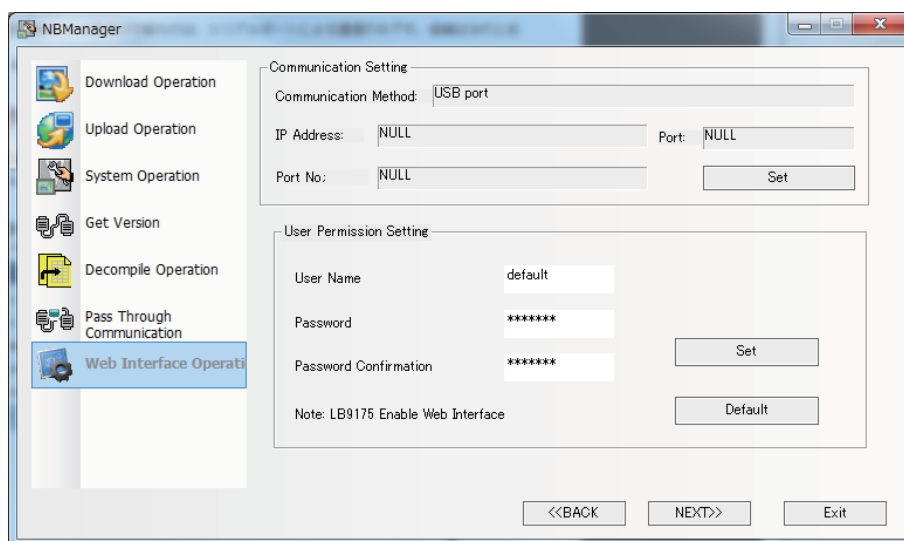 NBManager
Download Operation
Upload Operation
System Operation
Get Version
Decompile Operation
Pass Through
Communication
Web Interface Operati
Communication Setting
Communication Method: USB port
IP Address: NULL Port: NULL
Port No.: NULL Set
User Permission Setting
User Name default
Password *******
Password Confirmation *******
Set
Note: LB9175 Enable Web Interface Default
<<BACK NEXT>> Exit